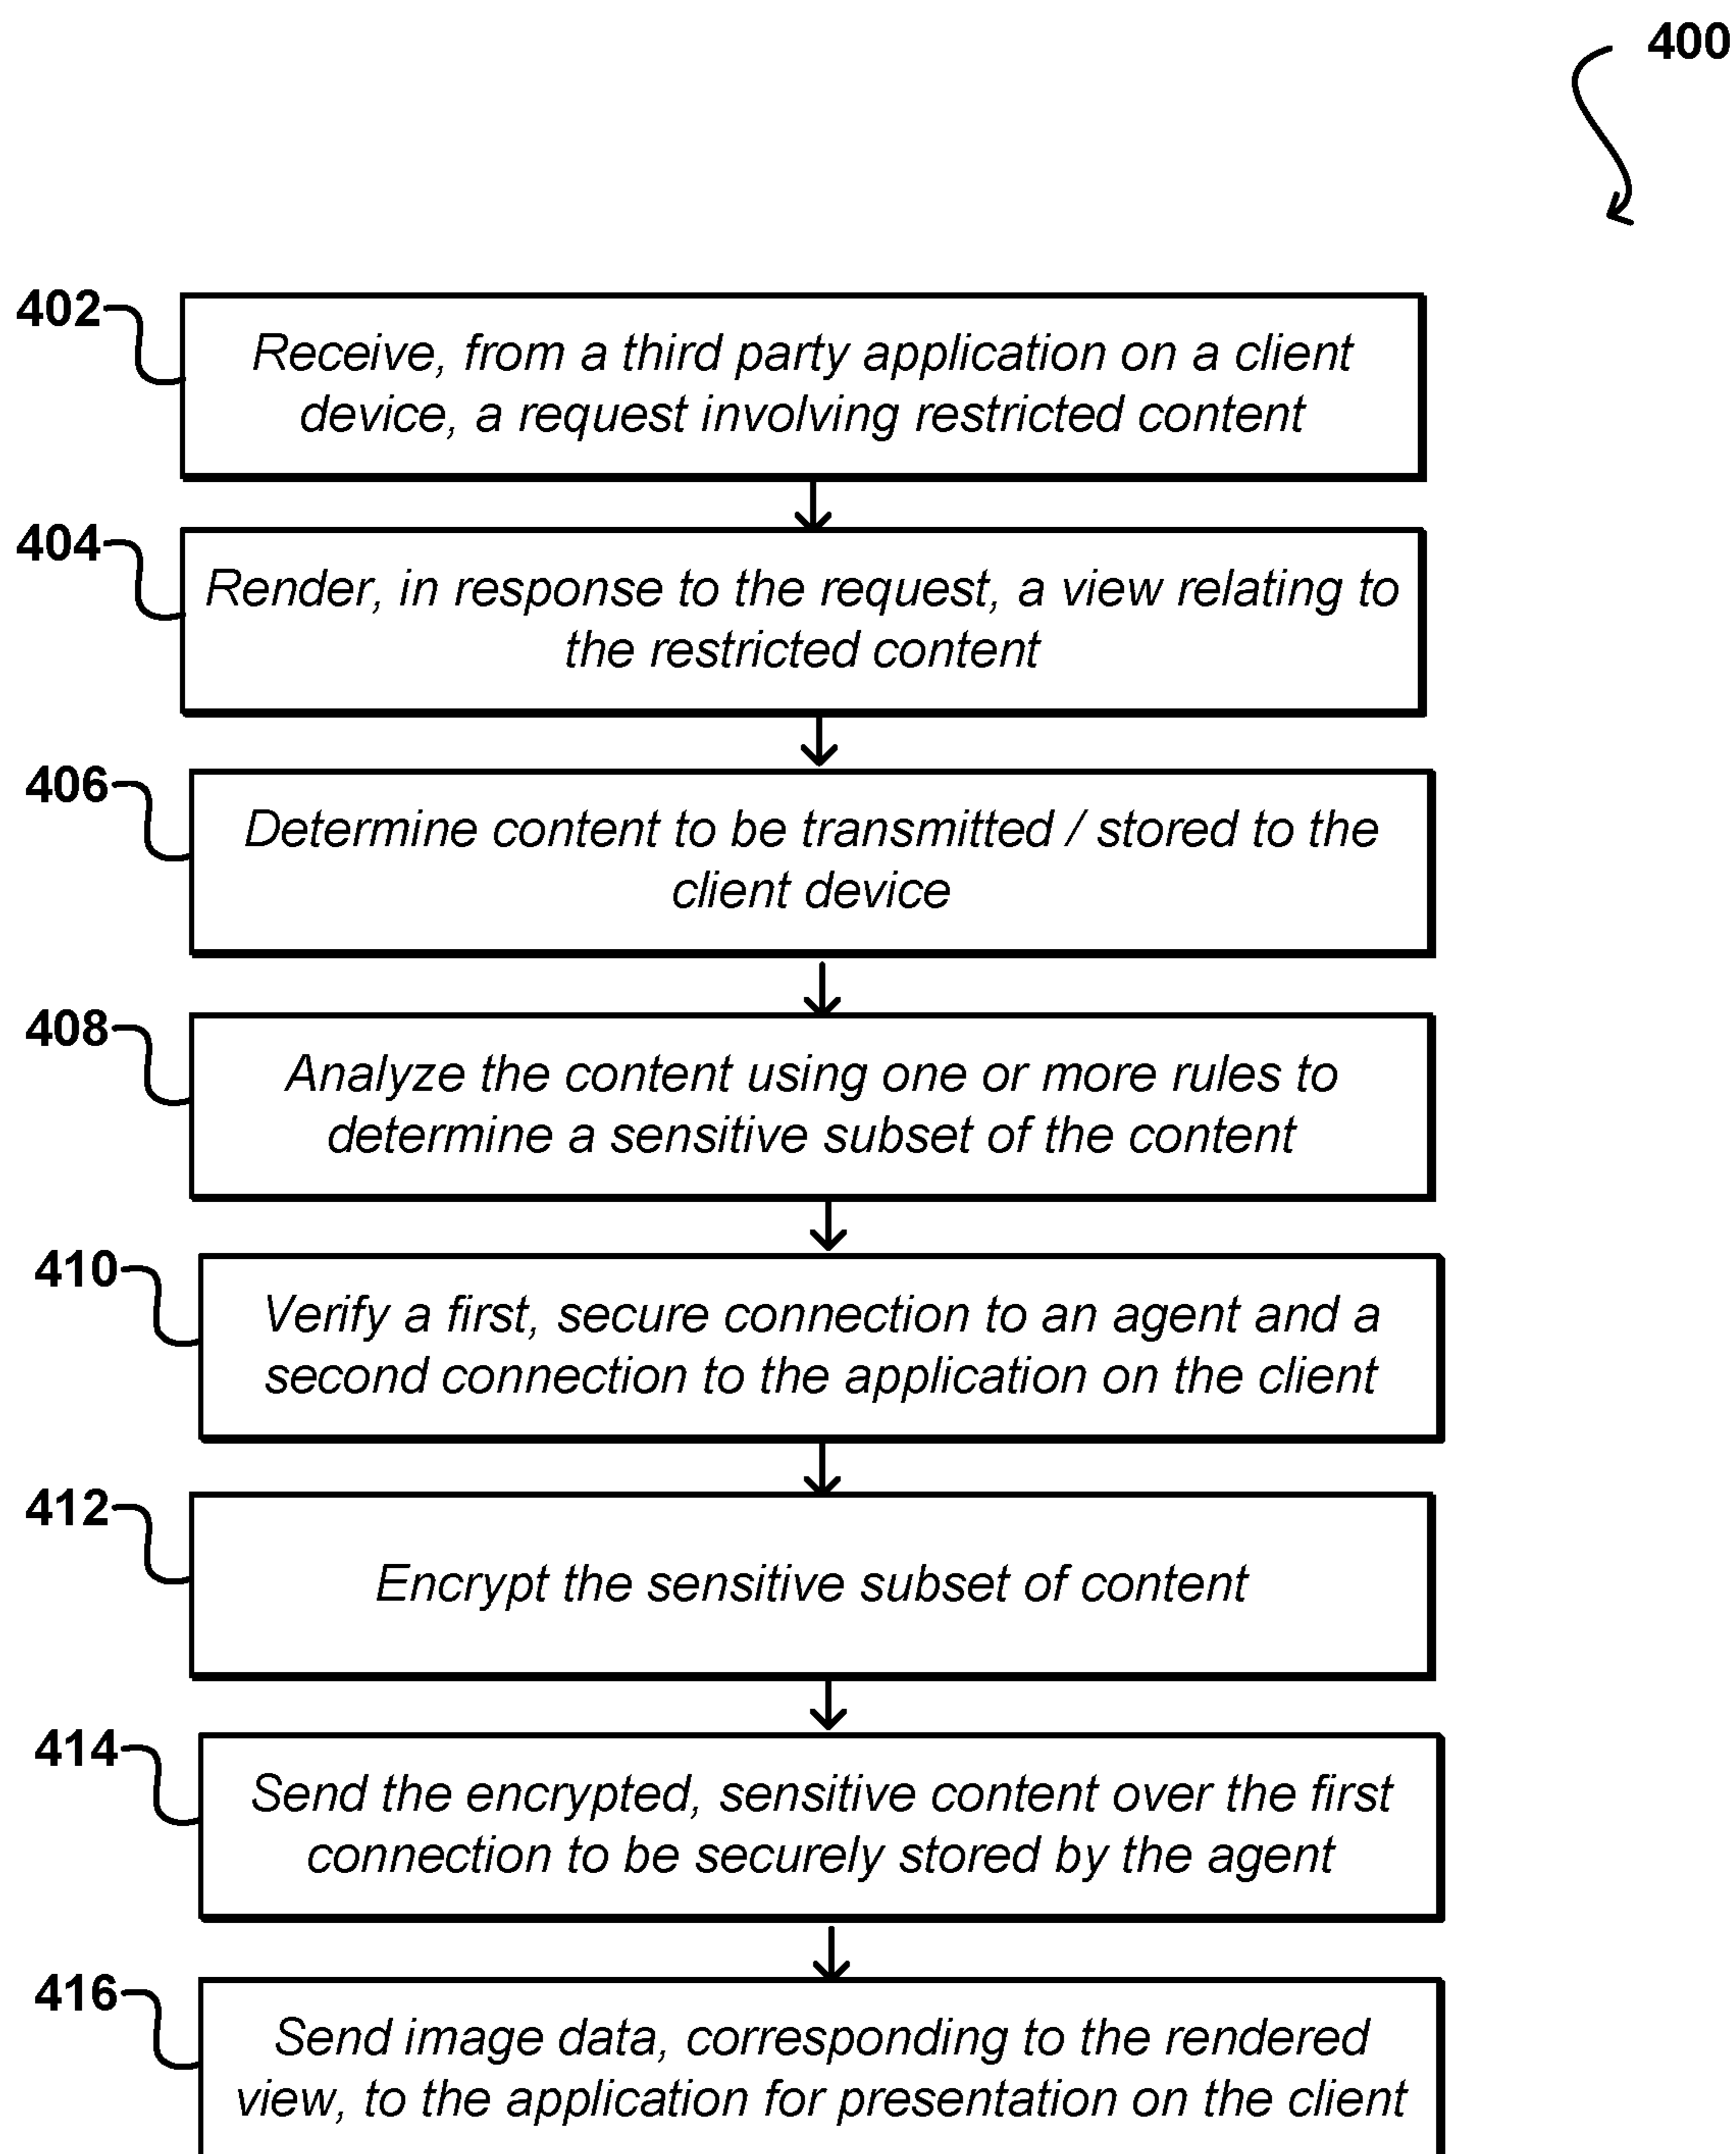 400
402
Receive, from a third party application on a client
device, a request involving restricted content
404
Render, in response to the request, a view relating to
the restricted content
406
Determine content to be transmitted / stored to the
client device
408
Analyze the content using one or more rules to
determine a sensitive subset of the content
410
Verify a first, secure connection to an agent and a
second connection to the application on the client
412
Encrypt the sensitive subset of content
414
Send the encrypted, sensitive content over the first
connection to be securely stored by the agent
416
Send image data, corresponding to the rendered
view, to the application for presentation on the client